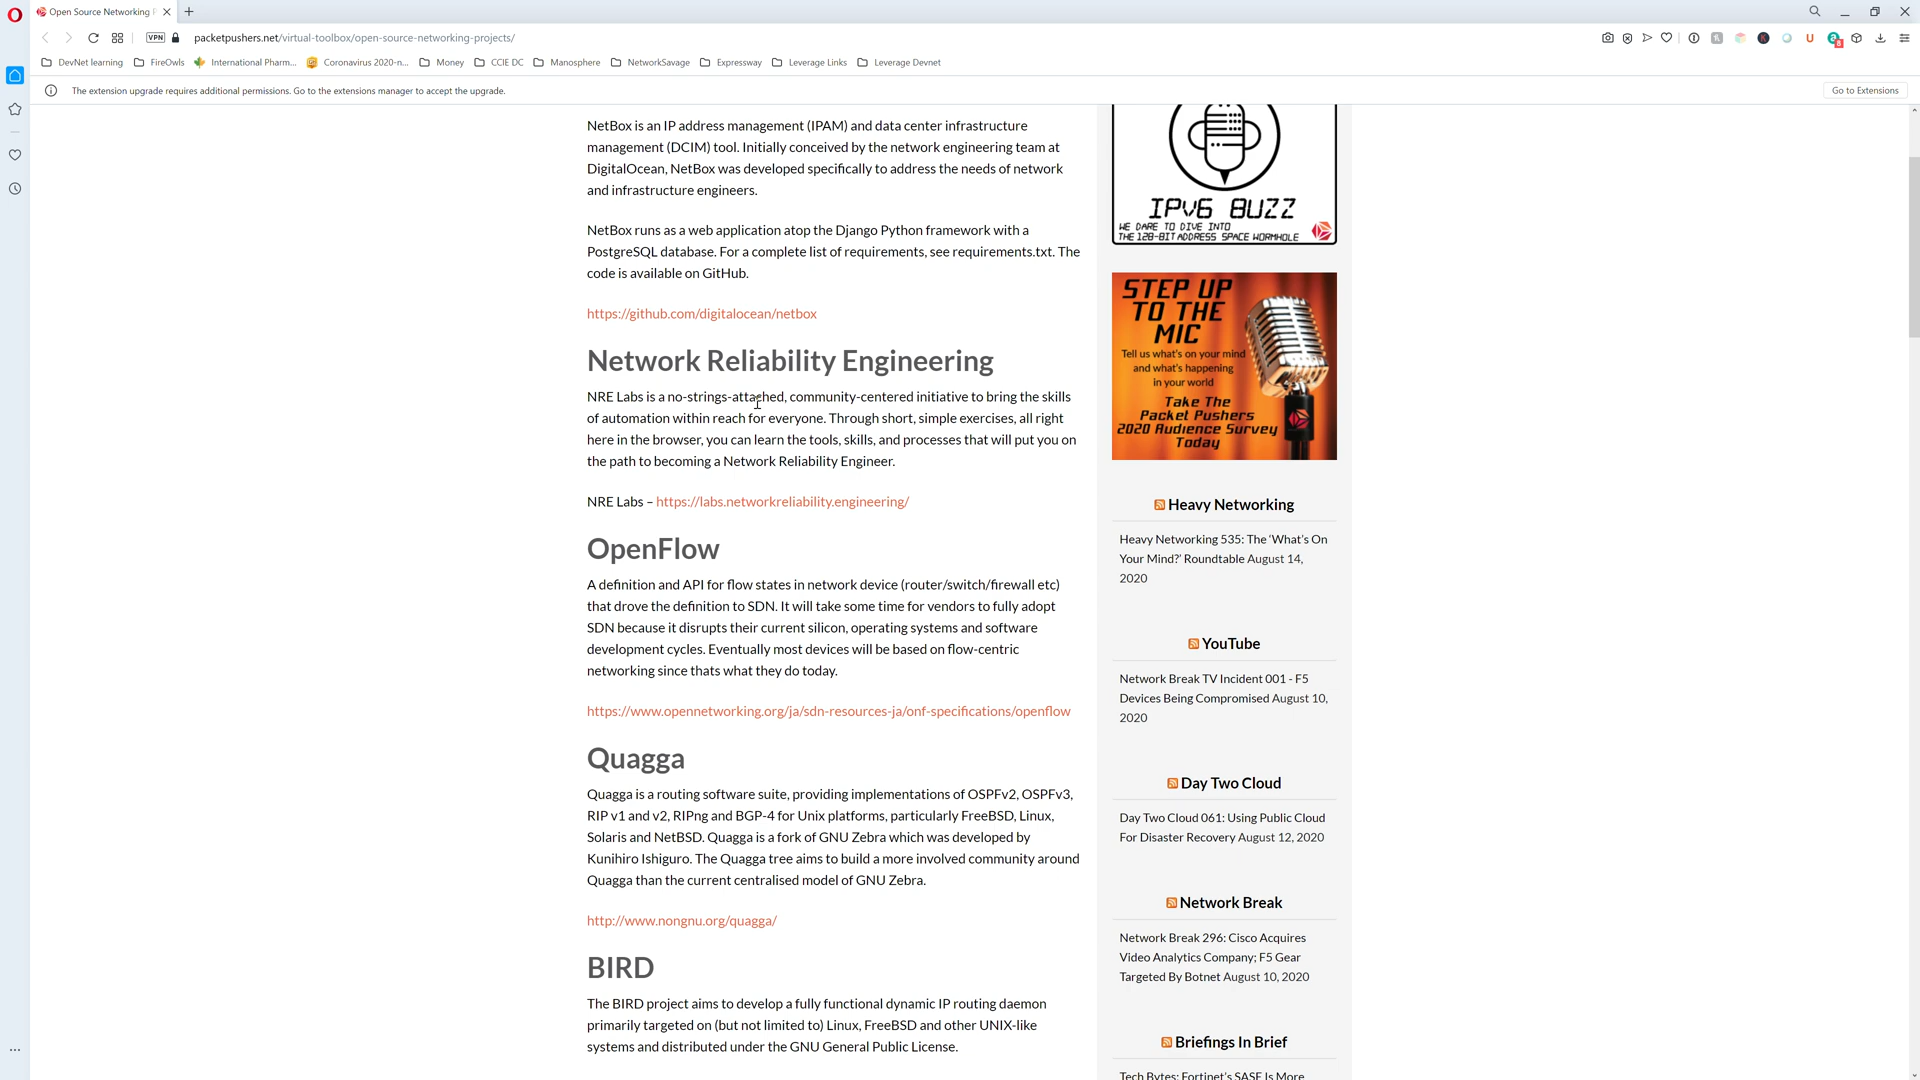 Open Source Networking P
VPN
packetpushers.net/virtual-toolbox/open-source-networking-projects/
DevNet learning
FireOwls
International Pharm...
Coronavirus 2020-n...
Money
CCIE DC
Manosphere
NetworkSavage
Expressway
Leverage Links
Leverage Devnet
The extension upgrade requires additional permissions. Go to the extensions manager to accept the upgrade.
Go to Extensions
NetBox is an IP address management (IPAM) and data center infrastructure
management (DCIM) tool. Initially conceived by the network engineering team at
DigitalOcean, NetBox was developed specifically to address the needs of network
and infrastructure engineers.
NetBox runs as a web application atop the Django Python framework with a
PostgreSQL database. For a complete list of requirements, see requirements.txt. The
code is available on GitHub.
https://github.com/digitalocean/netbox
Network Reliability Engineering
NRE Labs is a no-strings-attached, community-centered initiative to bring the skills
of automation within reach for everyone. Through short, simple exercises, all right
here in the browser, you can learn the tools, skills, and processes that will put you on
the path to becoming a Network Reliability Engineer.
NRE Labs – https://labs.networkreliability.engineering/
OpenFlow
A definition and API for flow states in network device (router/switch/firewall etc)
that drove the definition to SDN. It will take some time for vendors to fully adopt
SDN because it disrupts their current silicon, operating systems and software
development cycles. Eventually most devices will be based on flow-centric
networking since thats what they do today.
https://www.opennetworking.org/ja/sdn-resources-ja/onf-specifications/openflow
Quagga
Quagga is a routing software suite, providing implementations of OSPFv2, OSPFv3,
RIP v1 and v2, RIPng and BGP-4 for Unix platforms, particularly FreeBSD, Linux,
Solaris and NetBSD. Quagga is a fork of GNU Zebra which was developed by
Kunihiro Ishiguro. The Quagga tree aims to build a more involved community around
Quagga than the current centralised model of GNU Zebra.
http://www.nongnu.org/quagga/
BIRD
The BIRD project aims to develop a fully functional dynamic IP routing daemon
primarily targeted on (but not limited to) Linux, FreeBSD and other UNIX-like
systems and distributed under the GNU General Public License.
IPV6 BUZZ
WE DARE TO DIVE INTO
THE 128-BIT ADDRESS SPACE WORMHOLE
STEP UP
TO THE
MIC
Tell us what's on your mind
and what's happening
in your world
Take The
Packet Pushers
2020 Audience Survey
Today
Heavy Networking
Heavy Networking 535: The ‘What’s On
Your Mind?’ Roundtable August 14,
2020
YouTube
Network Break TV Incident 001 - F5
Devices Being Compromised August 10,
2020
Day Two Cloud
Day Two Cloud 061: Using Public Cloud
For Disaster Recovery August 12, 2020
Network Break
Network Break 296: Cisco Acquires
Video Analytics Company; F5 Gear
Targeted By Botnet August 10, 2020
Briefings In Brief
Tech Bytes: Fortinet’s SASE Is More